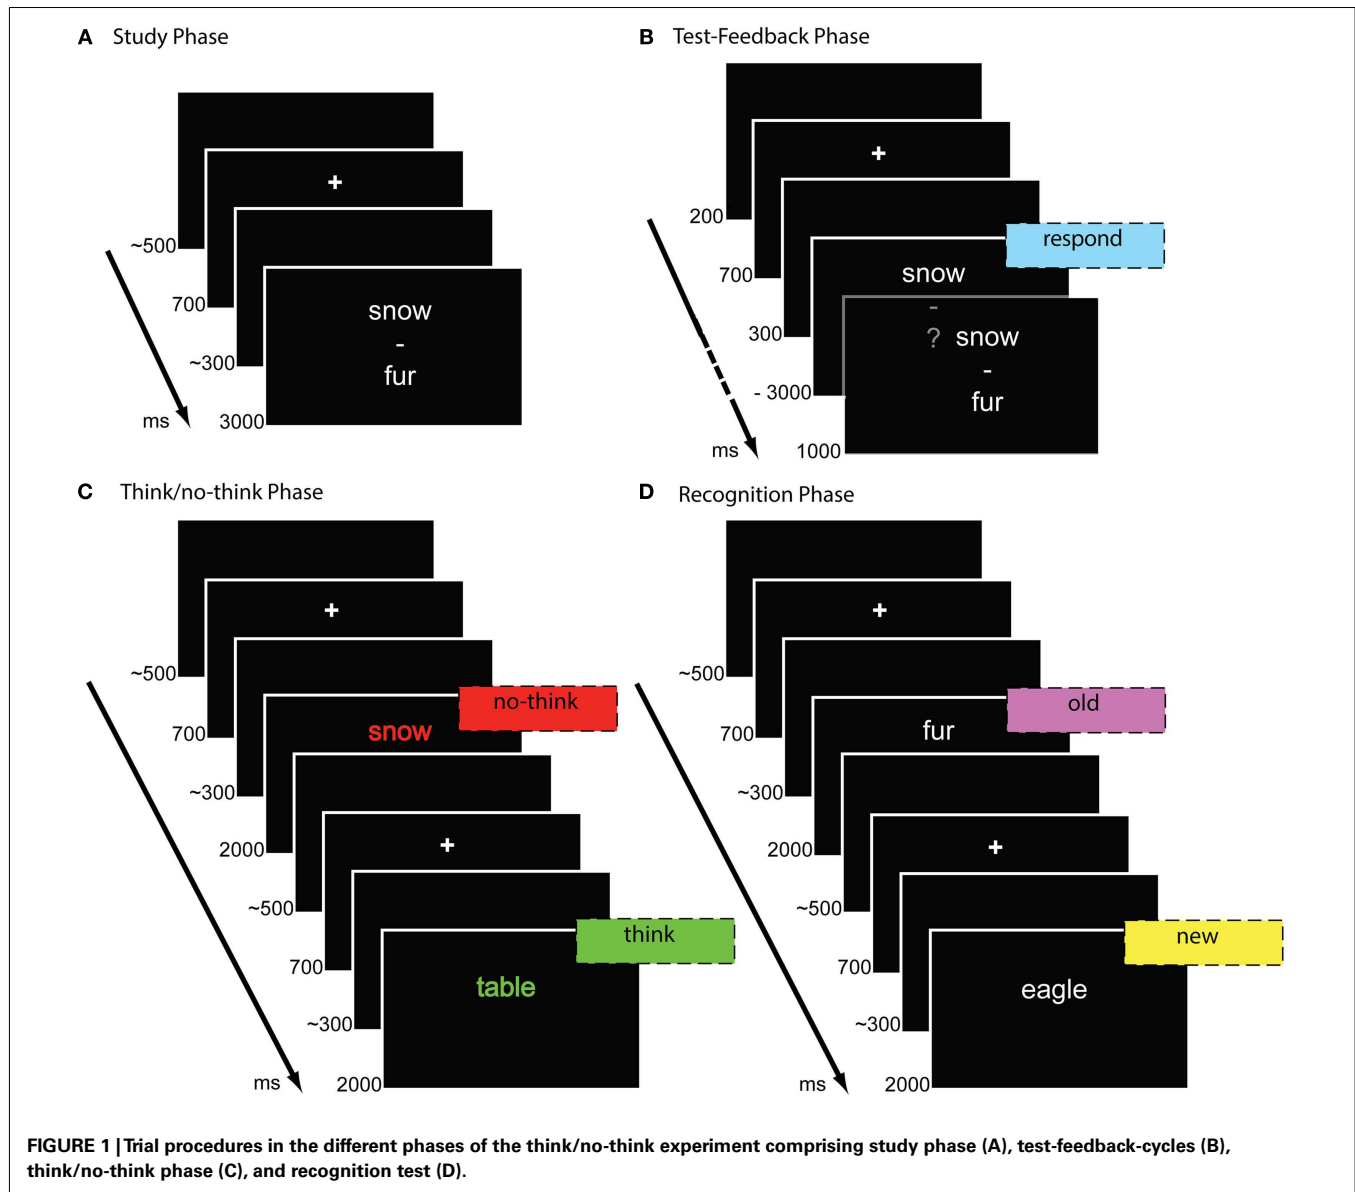 A Study Phase
+
~500
700
~300
snow
-
fur
3000
ms
B Test-Feedback Phase
+
200
700
300
respond
snow
-
?
- 3000
snow
-
fur
1000
ms
C Think/no-think Phase
+
~500
700
~300
no-think
snow
2000
~500
+
700
~300
think
table
2000
ms
D Recognition Phase
+
~500
700
~300
old
fur
2000
~500
+
700
~300
new
eagle
2000
ms
FIGURE 1 | Trial procedures in the different phases of the think/no-think experiment comprising study phase (A), test-feedback-cycles (B),
think/no-think phase (C), and recognition test (D).